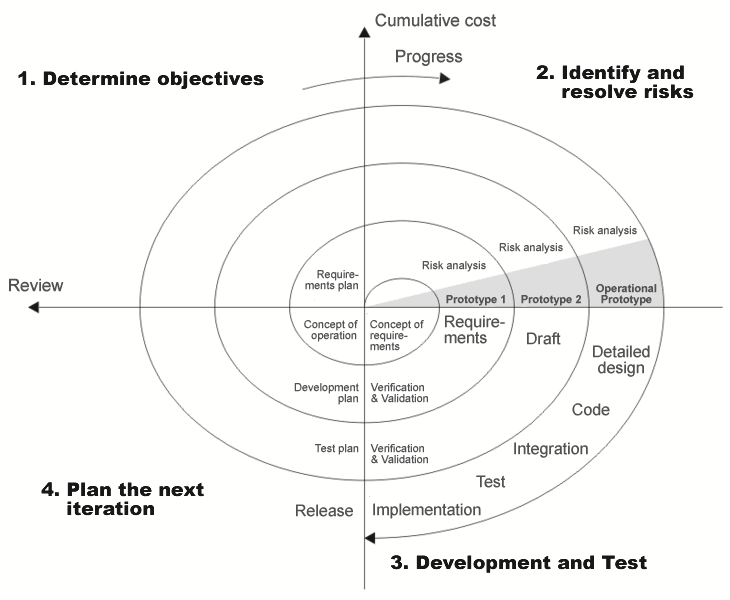 Cumulative cost
Progress
1. Determine objectives
2. Identify and
resolve risks
Risk analysis
Risk analysis
Risk analysis
Require-
ments plan
Review
Prototype 1
Prototype 2
Operational
Prototype
Concept of
operation
Concept of
require-
ments
Require-
ments
Draft
Detailed
design
Development
plan
Verification
& Validation
Code
Test plan
Verification
& Validation
Integration
Test
4. Plan the next
iteration
Release
Implementation
3. Development and Test